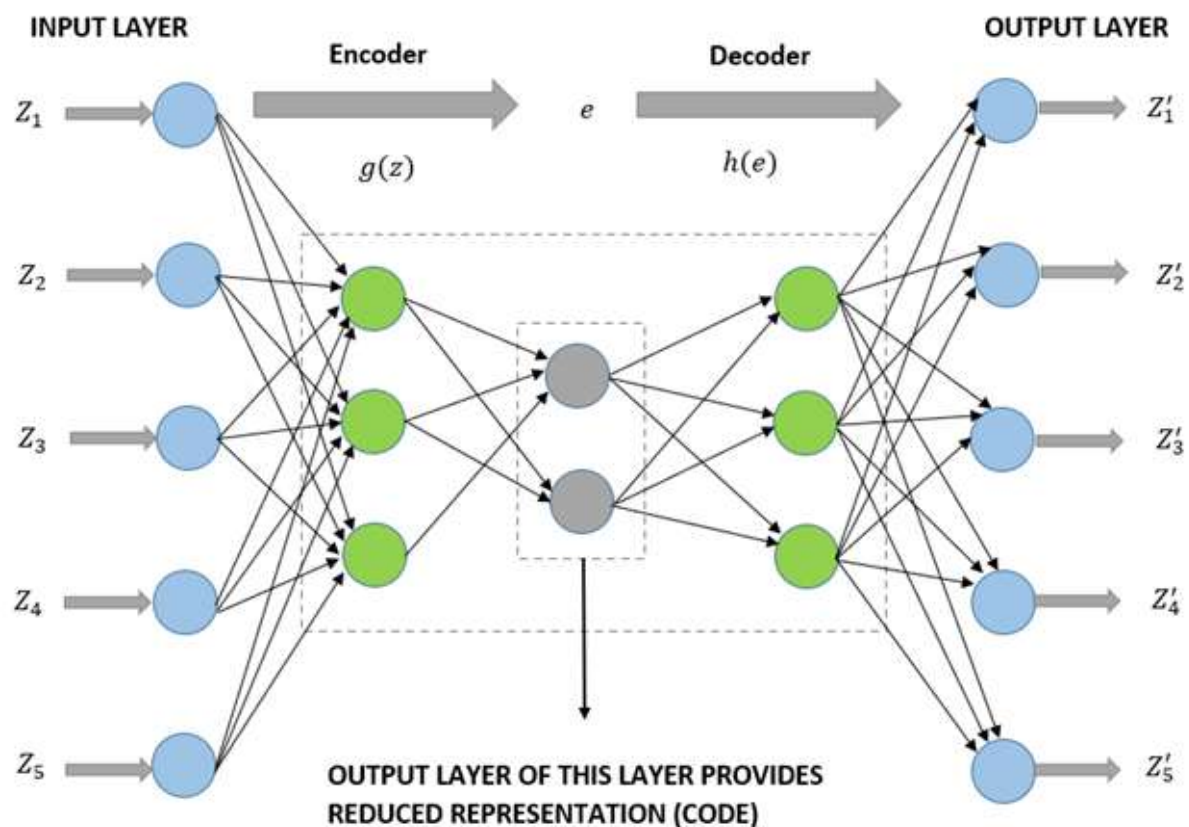 INPUT LAYER
OUTPUT LAYER
Encoder
Decoder
Z₁
e
Z′₁
g(z)
h(e)
Z₂
Z′₂
Z₃
Z′₃
Z₄
Z′₄
Z₅
Z′₅
OUTPUT LAYER OF THIS LAYER PROVIDES
REDUCED REPRESENTATION (CODE)